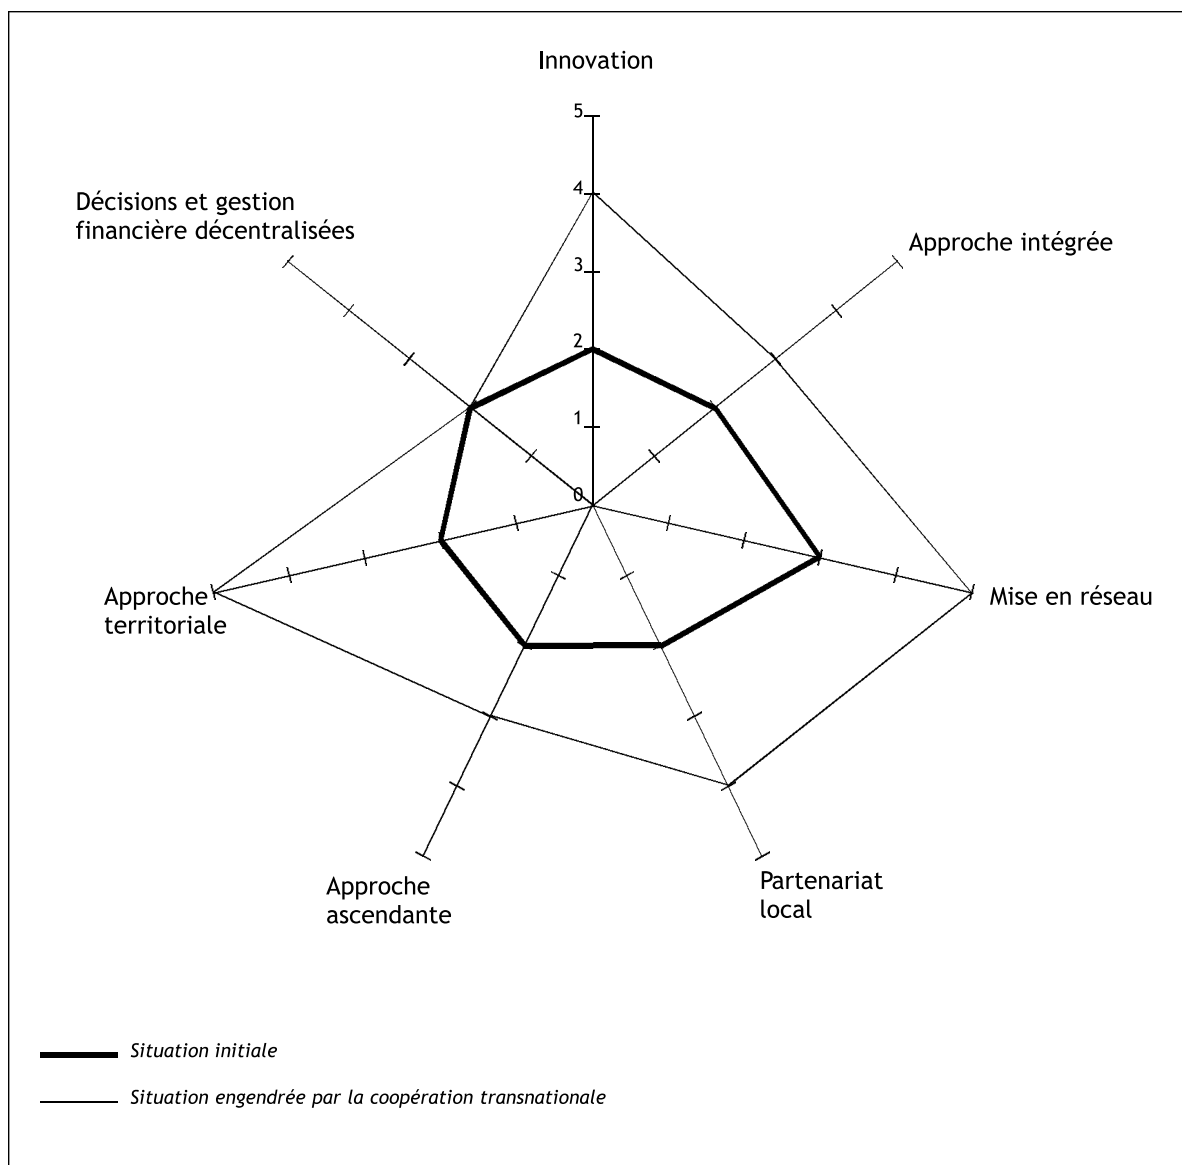 Innovation
5
4
3
2
1
0
Décisions et gestion
financière décentralisées
Approche intégrée
Approche
territoriale
Mise en réseau
Approche
ascendante
Partenariat
local
Situation initiale
Situation engendrée par la coopération transnationale